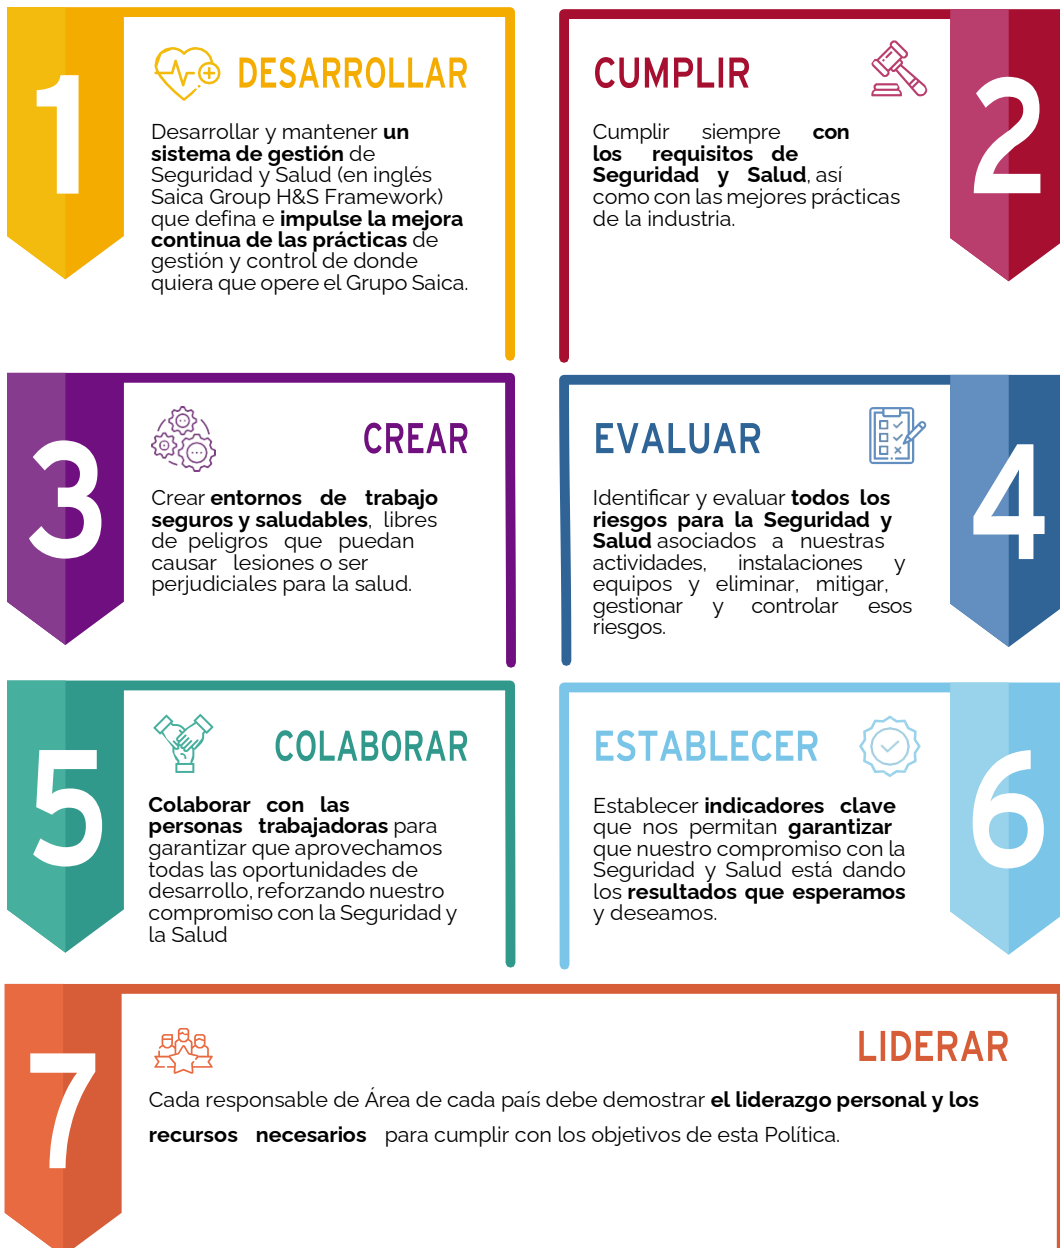 1
DESARROLLAR
Desarrollar y mantener un
sistema de gestión de
Seguridad y Salud (en inglés
Saica Group H&S Framework)
que defina e impulse la mejora
continua de las prácticas de
gestión y control de donde
quiera que opere el Grupo Saica.
2
CUMPLIR
Cumplir siempre con
los requisitos de
Seguridad y Salud, así
como con las mejores prácticas
de la industria.
3
CREAR
Crear entornos de trabajo
seguros y saludables, libres
de peligros que puedan
causar lesiones o ser
perjudiciales para la salud.
4
EVALUAR
Identificar y evaluar todos los
riesgos para la Seguridad y
Salud asociados a nuestras
actividades, instalaciones y
equipos y eliminar, mitigar,
gestionar y controlar esos
riesgos.
5
COLABORAR
Colaborar con las
personas trabajadoras para
garantizar que aprovechamos
todas las oportunidades de
desarrollo, reforzando nuestro
compromiso con la Seguridad y
la Salud
6
ESTABLECER
Establecer indicadores clave
que nos permitan garantizar
que nuestro compromiso con la
Seguridad y Salud está dando
los resultados que esperamos
y deseamos.
7
LIDERAR
Cada responsable de Área de cada país debe demostrar el liderazgo personal y los
recursos necesarios para cumplir con los objetivos de esta Política.